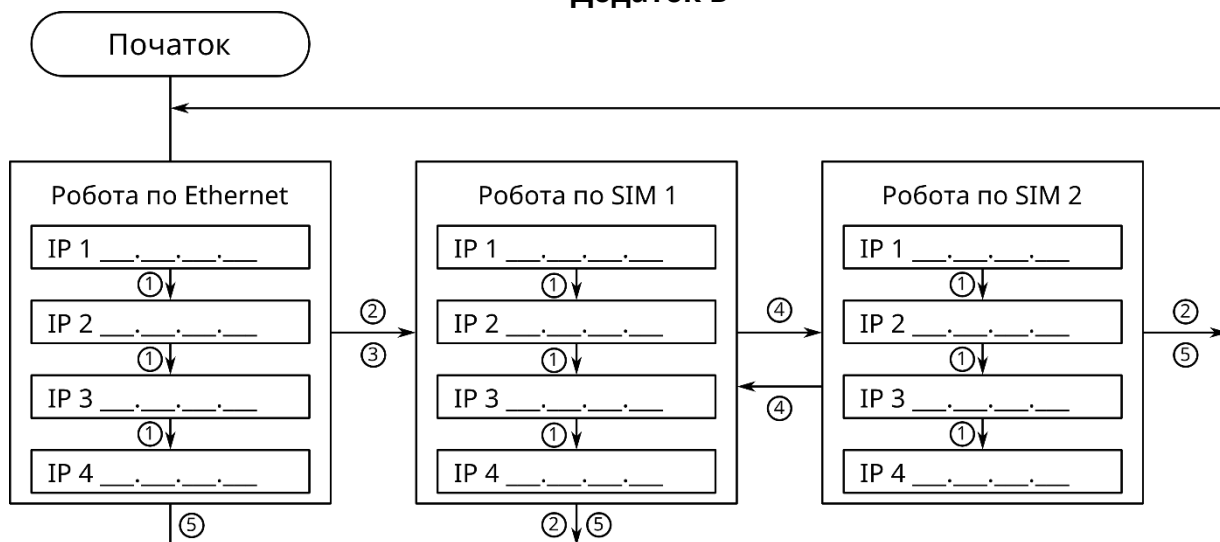 Початок
Робота по Ethernet
IP 1 ___.___.___.___
①
IP 2 ___.___.___.___
①
IP 3 ___.___.___.___
①
IP 4 ___.___.___.___
⑤
②
③
Робота по SIM 1
IP 1 ___.___.___.___
①
IP 2 ___.___.___.___
①
IP 3 ___.___.___.___
①
IP 4 ___.___.___.___
② ⑤
④
④
Робота по SIM 2
IP 1 ___.___.___.___
①
IP 2 ___.___.___.___
①
IP 3 ___.___.___.___
①
IP 4 ___.___.___.___
②
⑤